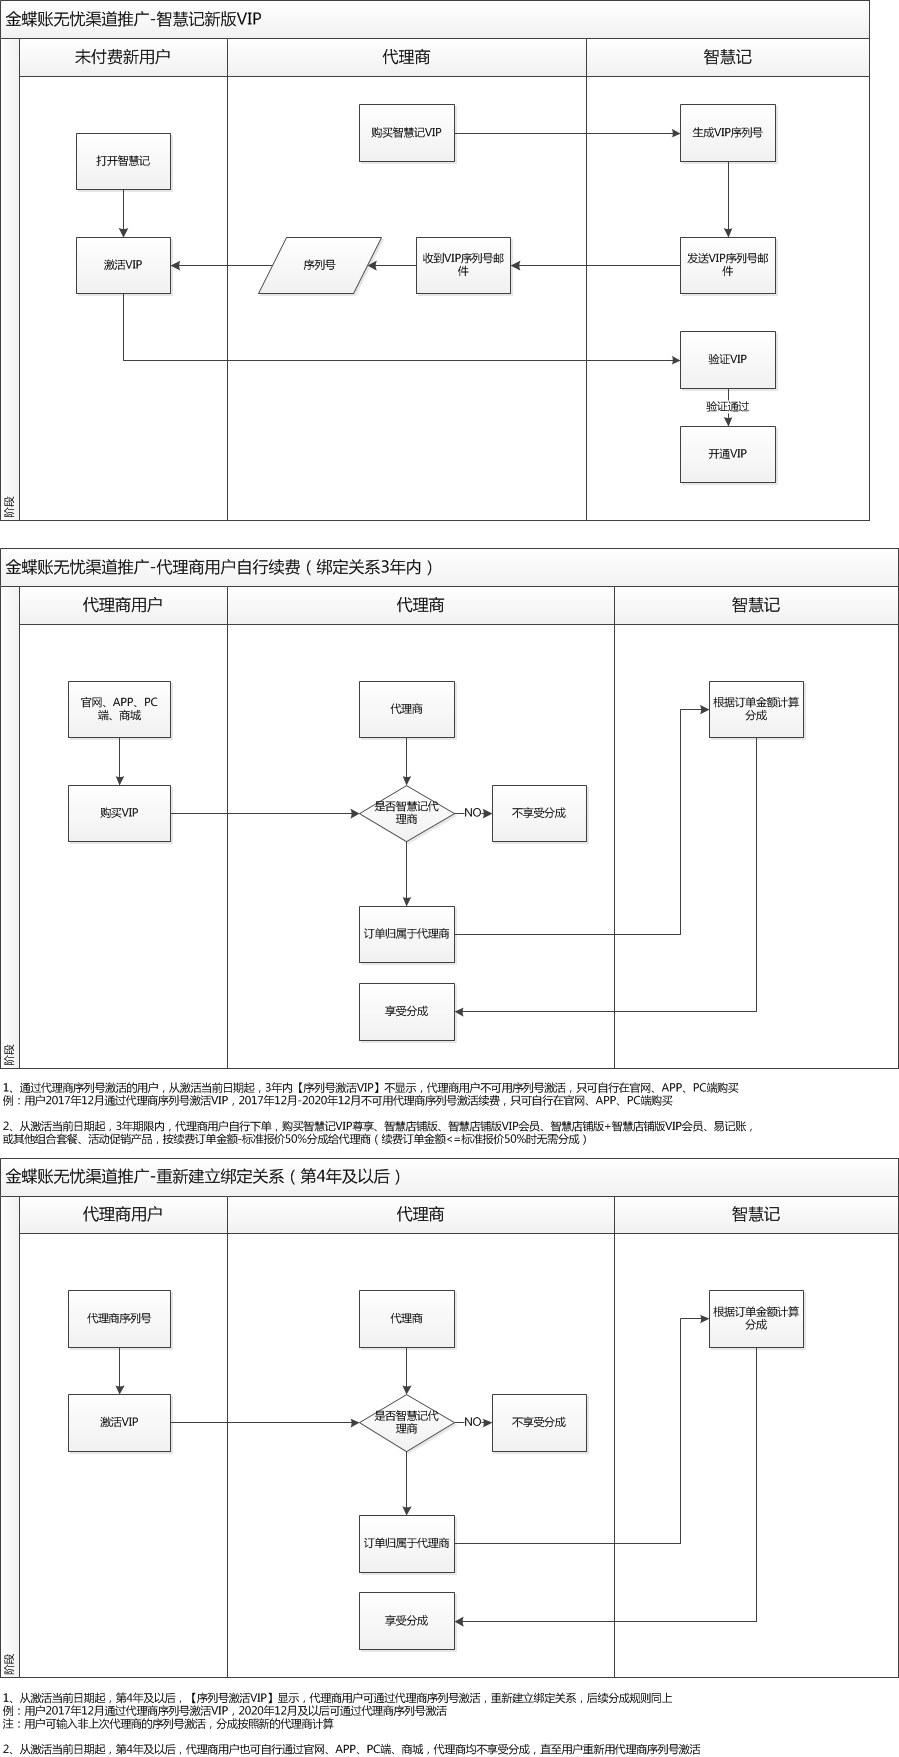 金蝶账无忧渠道推广-智慧记新版VIP
未付费新用户
代理商
智慧记
购买智慧记VIP
生成VIP序列号
打开智慧记
激活VIP
序列号
收到VIP序列号邮
件
发送VIP序列号邮
件
验证VIP
验证通过
开通VIP
阶段
金蝶账无忧渠道推广-代理商用户自行续费（绑定关系3年内）
代理商用户
代理商
智慧记
官网、APP、PC
端、商城
代理商
根据订单金额计算
分成
购买VIP
是否智慧记代
理商
NO
不享受分成
订单归属于代理商
享受分成
阶段
1、通过代理商序列号激活的用户，从激活当前日期起，3年内【序列号激活VIP】不显示，代理商用户不可用序列号激活，只可自行在官网、APP、PC端购买
例：用户2017年12月通过代理商序列号激活VIP，2017年12月-2020年12月不可用代理商序列号激活续费，只可自行在官网、APP、PC端购买
2、从激活当前日期起，3年期限内，代理商用户自行下单，购买智慧记VIP尊享、智慧店铺版、智慧店铺版VIP会员、智慧店铺版+智慧店铺版VIP会员、易记账，
或其他组合套餐、活动促销产品，按续费订单金额-标准报价50%分成给代理商（续费订单金额<=标准报价50%时无需分成）
金蝶账无忧渠道推广-重新建立绑定关系（第4年及以后）
代理商用户
代理商
智慧记
代理商序列号
代理商
根据订单金额计算
分成
激活VIP
是否智慧记代
理商
NO
不享受分成
订单归属于代理商
享受分成
阶段
1、从激活当前日期起，第4年及以后，【序列号激活VIP】显示，代理商用户可通过代理商序列号激活，重新建立绑定关系，后续分成规则同上
例：用户2017年12月通过代理商序列号激活VIP，2020年12月及以后可通过代理商序列号激活
注：用户可输入非上次代理商的序列号激活，分成按照新的代理商计算
2、从激活当前日期起，第4年及以后，代理商用户也可自行通过官网、APP、PC端、商城，代理商均不享受分成，直至用户重新用代理商序列号激活